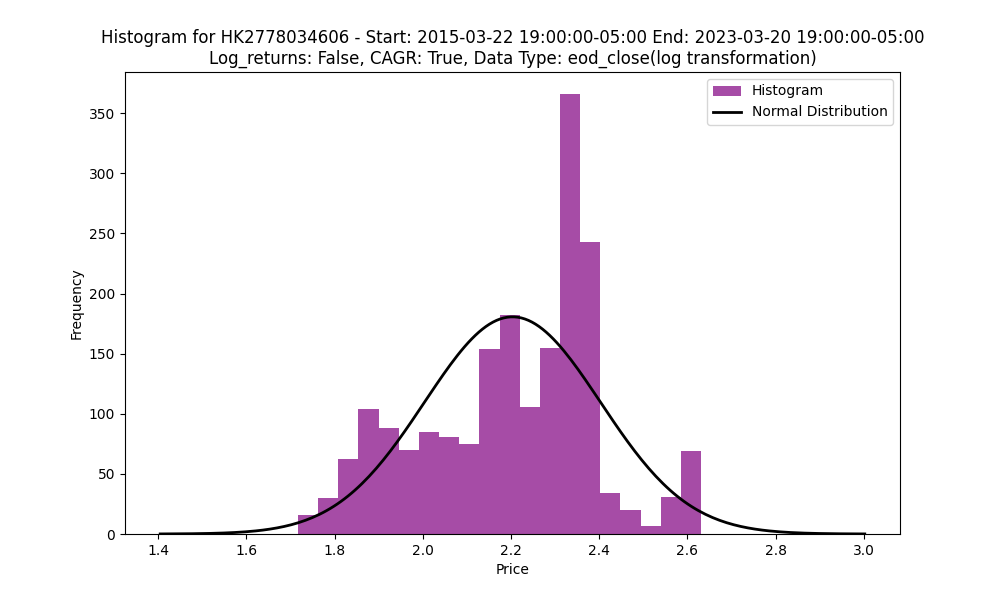 Histogram for HK2778034606 - Start: 2015-03-22 19:00:00-05:00 End: 2023-03-20 19:00:00-05:00
Log_returns: False, CAGR: True, Data Type: eod_close(log transformation)
Histogram
Normal Distribution
Frequency
350
300
250
200
150
100
50
0
1.4 1.6 1.8 2.0 2.2 2.4 2.6 2.8 3.0
Price